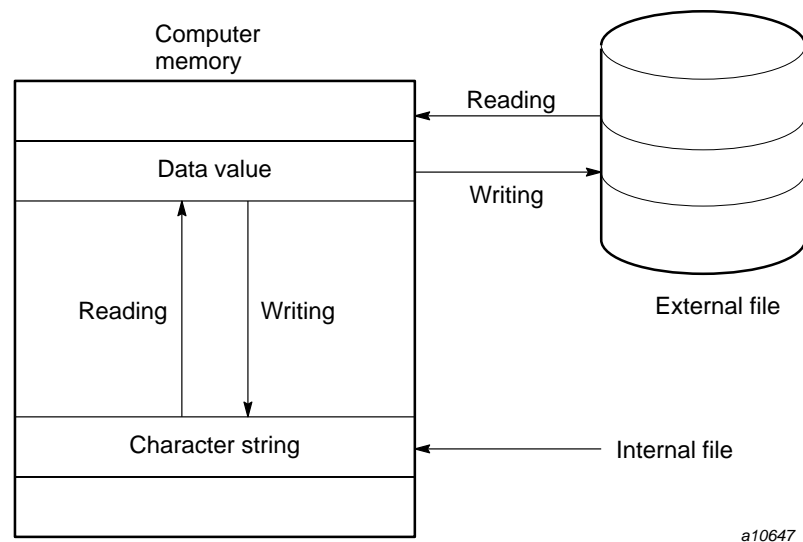 Computer
memory
Reading
Data value
Writing
Reading
Writing
External file
Character string
Internal file
a10647